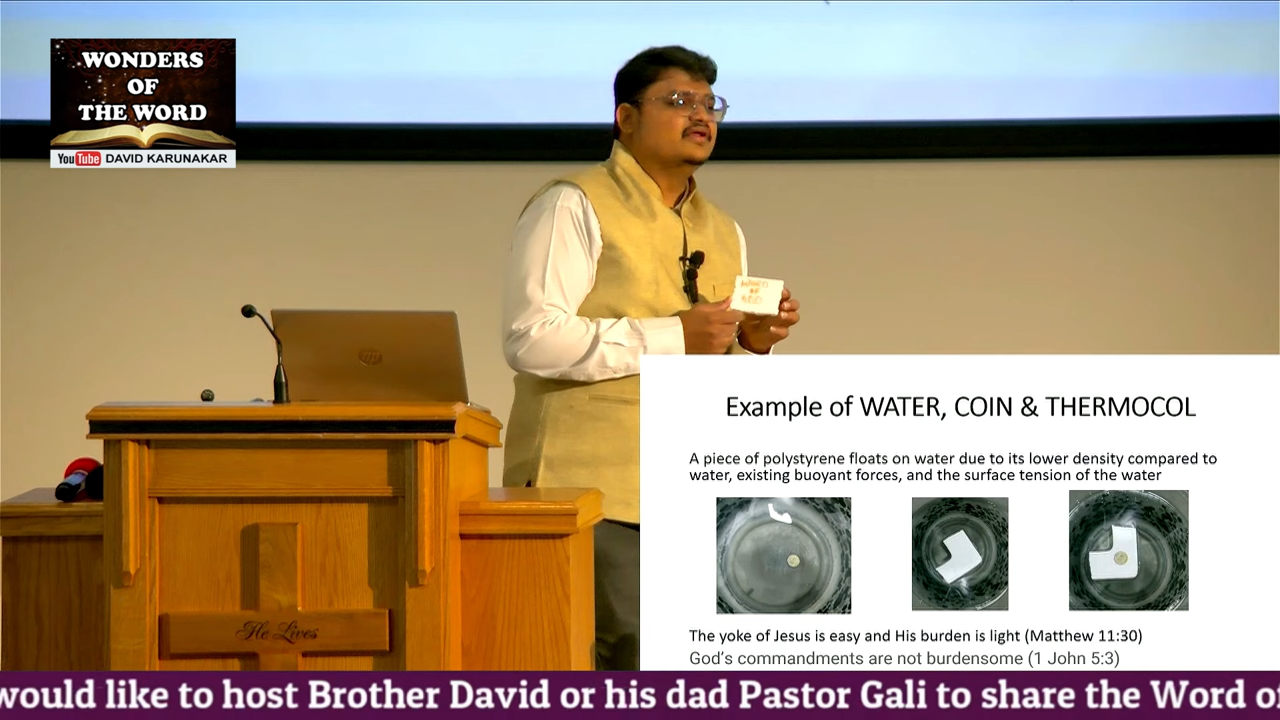 WONDERS
OF
THE WORD
YouTube DAVID KARUNAKAR
WORD
OF
GOD
hp
Example of WATER, COIN & THERMOCOL
A piece of polystyrene floats on water due to its lower density compared to
water, existing buoyant forces, and the surface tension of the water
The yoke of Jesus is easy and His burden is light (Matthew 11:30)
God's commandments are not burdensome (1 John 5:3)
He Lives
would like to host Brother David or his dad Pastor Gali to share the Word o